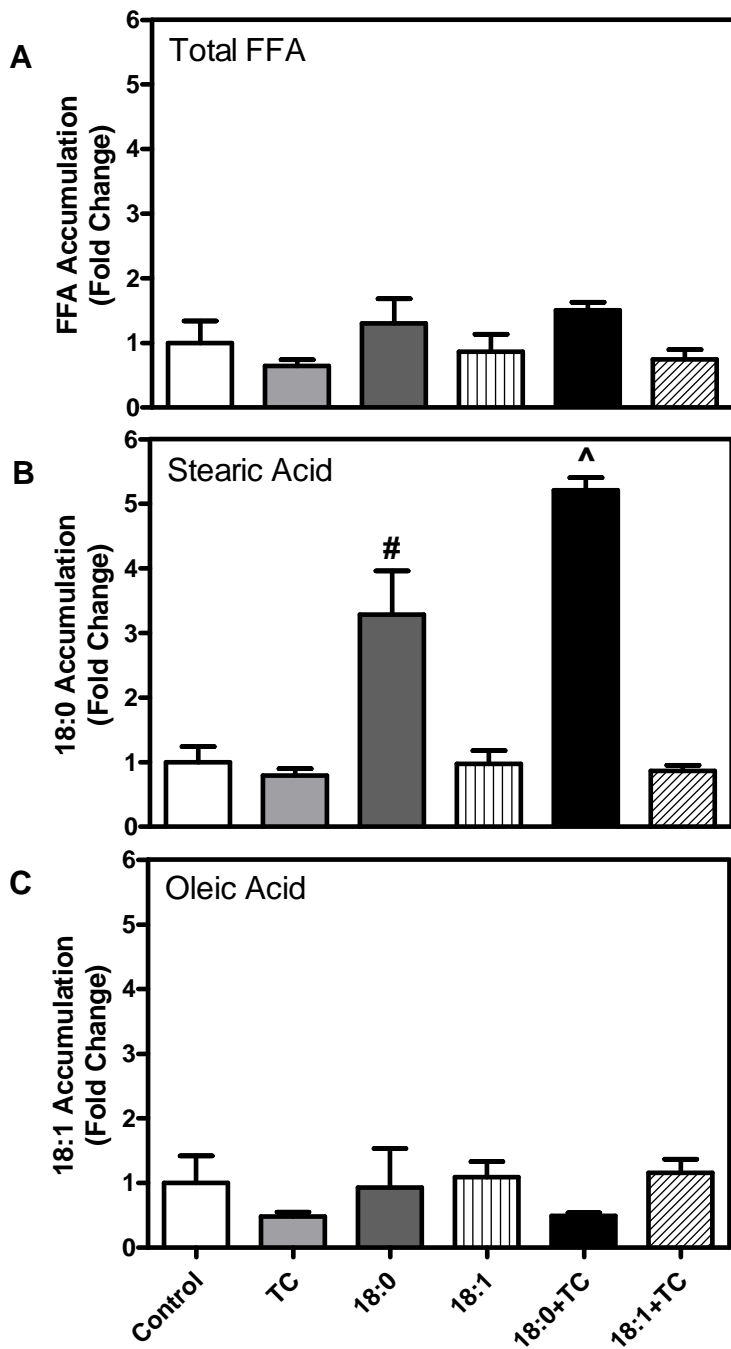 A
Total FFA
FFA Accumulation
(Fold Change)
6
5
4
3
2
1
0
B
Stearic Acid
18:0 Accumulation
(Fold Change)
6
5
4
3
2
1
0
#
^
C
Oleic Acid
18:1 Accumulation
(Fold Change)
6
5
4
3
2
1
0
Control
TC
18:0
18:1
18:0+TC
18:1+TC